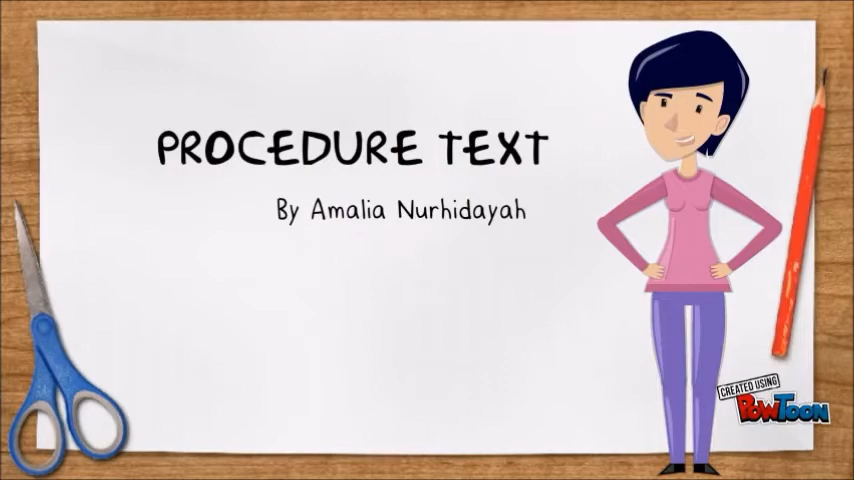 PROCEDURE TEXT
By Amalia Nurhidayah
CREATED USING
POWTOON